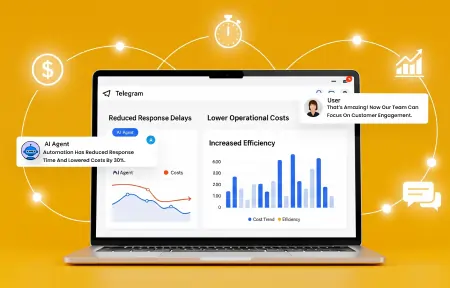 Telegram
User
That's Amazing! Now Our Team Can
Focus On Customer Engagement.
Reduced Response Delays
Lower Operational Costs
AI Agent
AI Agent
Automation Has Reduced Response
Time And Lowered Costs By 30%.
Increased Efficiency
Agent
Costs
Cost Trend
Efficiency